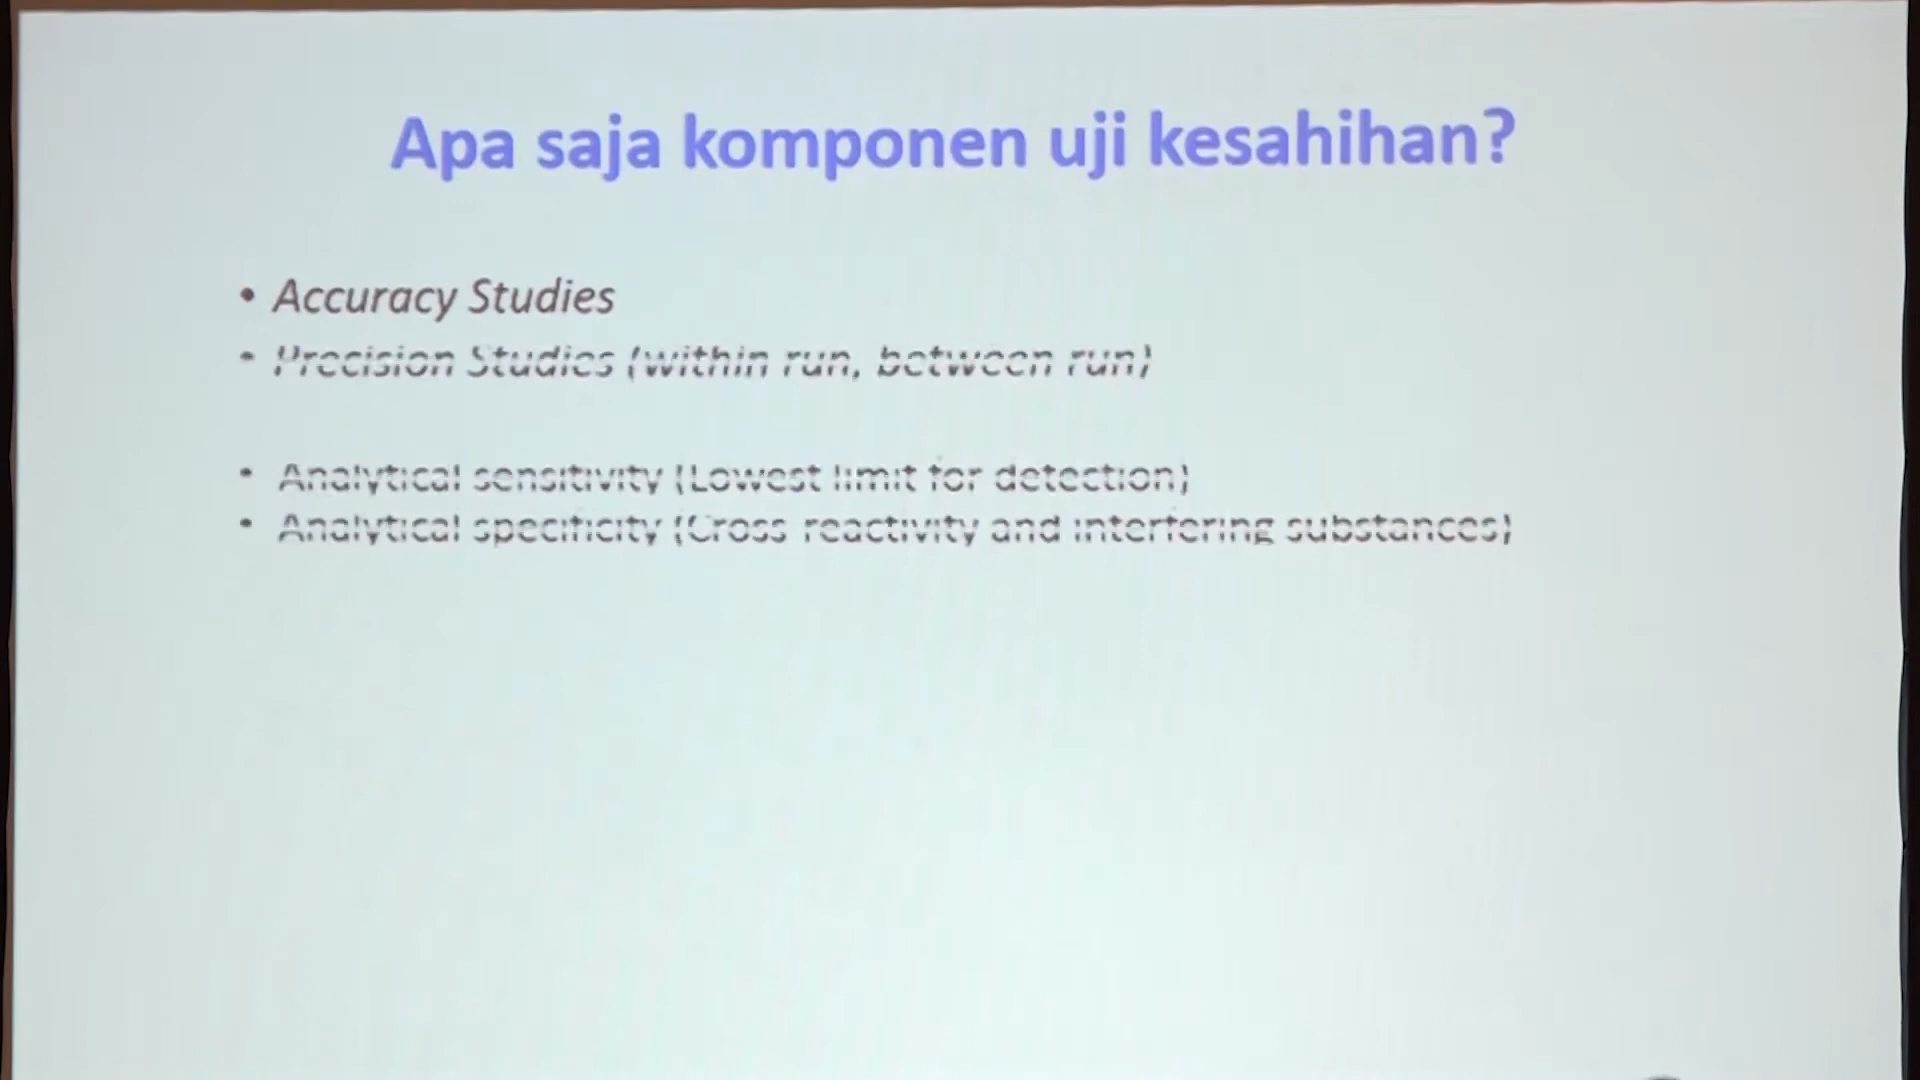 Apa saja komponen uji kesahihan?
• Accuracy Studies
• Precision Studies (within run, between run)
• Analytical sensitivity (Lowest limit for detection)
• Analytical specificity (Cross reactivity and interfering substances)